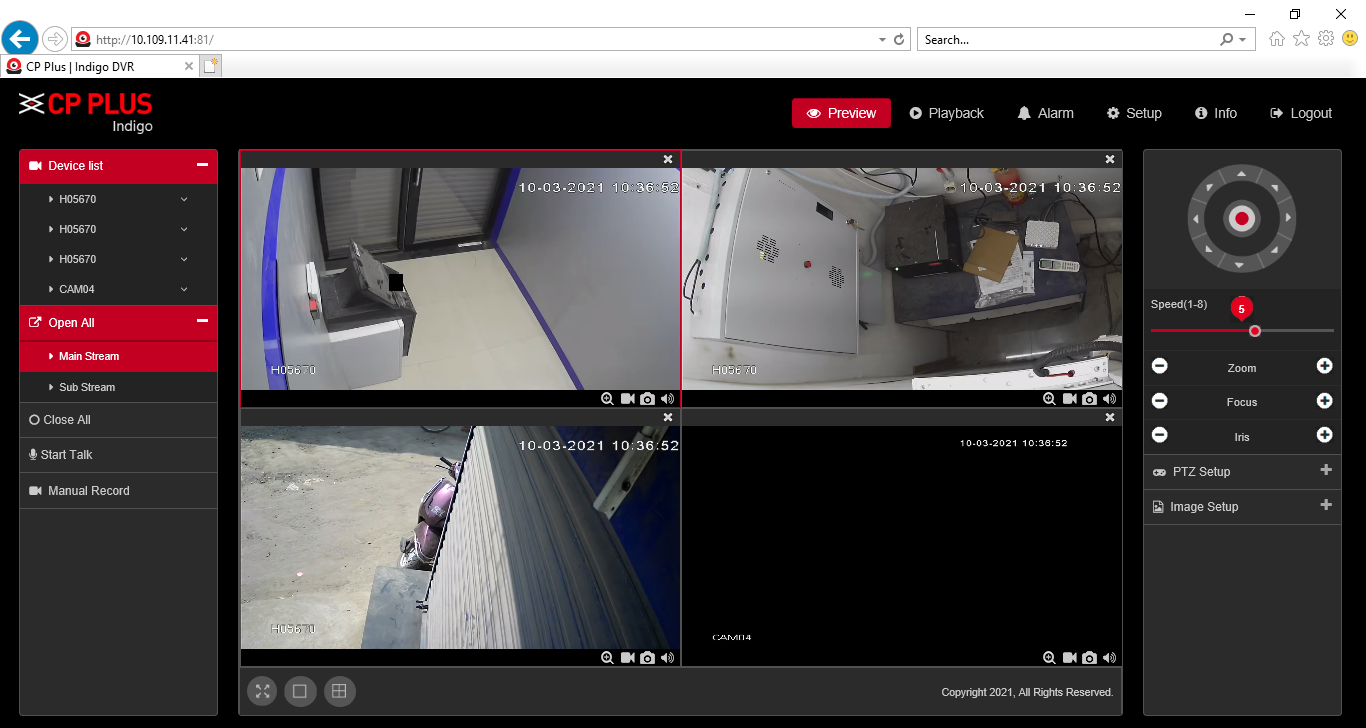 http://10.109.11.41:81/
Search...
CP Plus | Indigo DVR
CP PLUS
Indigo
Preview
Playback
Alarm
Setup
Info
Logout
Device list
H05670
H05670
H05670
CAM04
Open All
Main Stream
Sub Stream
Close All
Start Talk
Manual Record
10-03-2021 10:36:52
H05670
10-03-2021 10:36:52
H05670
10-03-2021 10:36:52
H05670
10-03-2021 10:36:52
CAM04
Copyright 2021, All Rights Reserved.
Speed(1-8)
5
Zoom
Focus
Iris
PTZ Setup
Image Setup